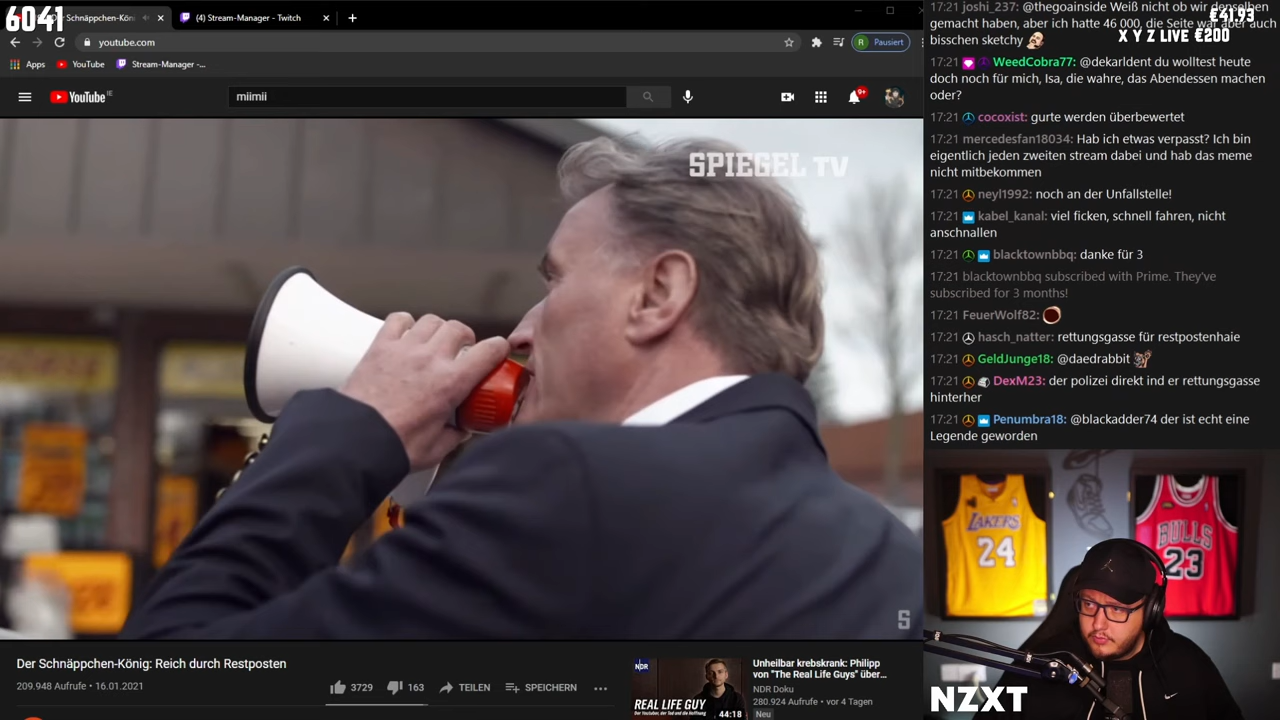 6041
Der Schnäppchen-Köni
(4) Stream-Manager - Twitch
youtube.com
Pausiert
Apps
YouTube
Stream-Manager -...
YouTube IE
miimii
9+
SPIEGEL TV
S
Der Schnäppchen-König: Reich durch Restposten
209.948 Aufrufe • 16.01.2021
3729
163
TEILEN
SPEICHERN
NDR
REAL LIFE GUY
44:18
Unheilbar krebskrank: Philipp
von "The Real Life Guys" über...
NDR Doku
280.924 Aufrufe • vor 4 Tagen
Neu
€41.93
X Y Z LIVE €200
17:21 joshi_237: @thegoainside Weiß nicht ob wir denselben
gemacht haben, aber ich hatte 46 000, die Seite war aber auch
bisschen sketchy
17:21 WeedCobra77: @dekarIdent du wolltest heute
doch noch für mich, Isa, die wahre, das Abendessen machen
oder?
17:21 cocoxist: gurte werden überbewertet
17:21 mercedesfan18034: Hab ich etwas verpasst? Ich bin
eigentlich jeden zweiten stream dabei und hab das meme
nicht mitbekommen
17:21 neyl1992: noch an der Unfallstelle!
17:21 kabel_kanal: viel ficken, schnell fahren, nicht
anschnallen
17:21 blacktownbbq: danke für 3
17:21 blacktownbbq subscribed with Prime. They've
subscribed for 3 months!
17:21 FeuerWolf82:
17:21 hasch_natter: rettungsgasse für restpostenhaie
17:21 GeldJunge18: @daedrabbit
17:21 DexM23: der polizei direkt ind er rettungsgasse
hinterher
17:21 Penumbra18: @blackadder74 der ist echt eine
Legende geworden
LAKERS
24
BULLS
23
NZXT